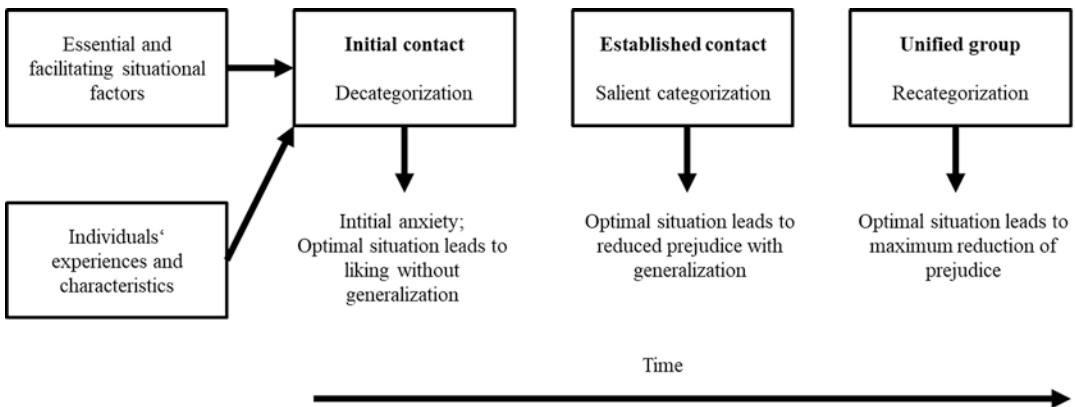 Essential and
facilitating situational
factors
Initial contact
Decategorization
Established contact
Salient categorization
Unified group
Recategorization
Individuals‘
experiences and
characteristics
Intitial anxiety;
Optimal situation leads to
liking without
generalization
Optimal situation leads to
reduced prejudice with
generalization
Optimal situation leads to
maximum reduction of
prejudice
Time